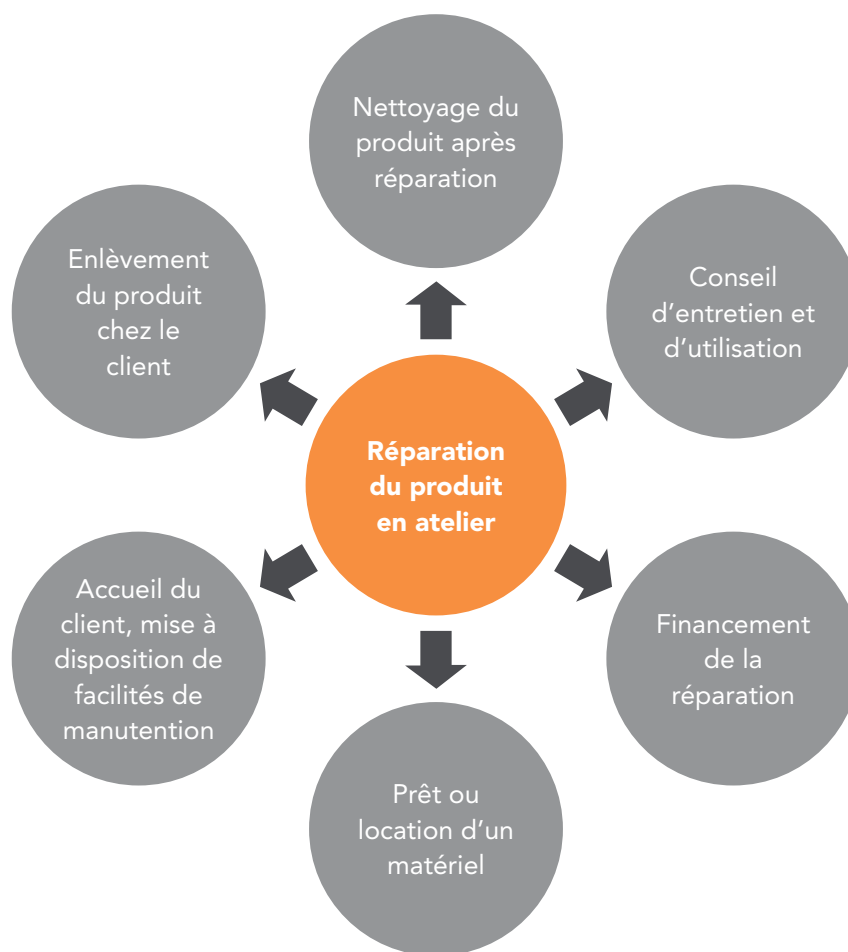 Nettoyage du
produit après
réparation
Enlèvement
du produit
chez le
client
Conseil
d’entretien et
d’utilisation
Réparation
du produit
en atelier
Accueil du
client, mise à
disposition de
facilités de
manutention
Financement
de la
réparation
Prêt ou
location d’un
matériel